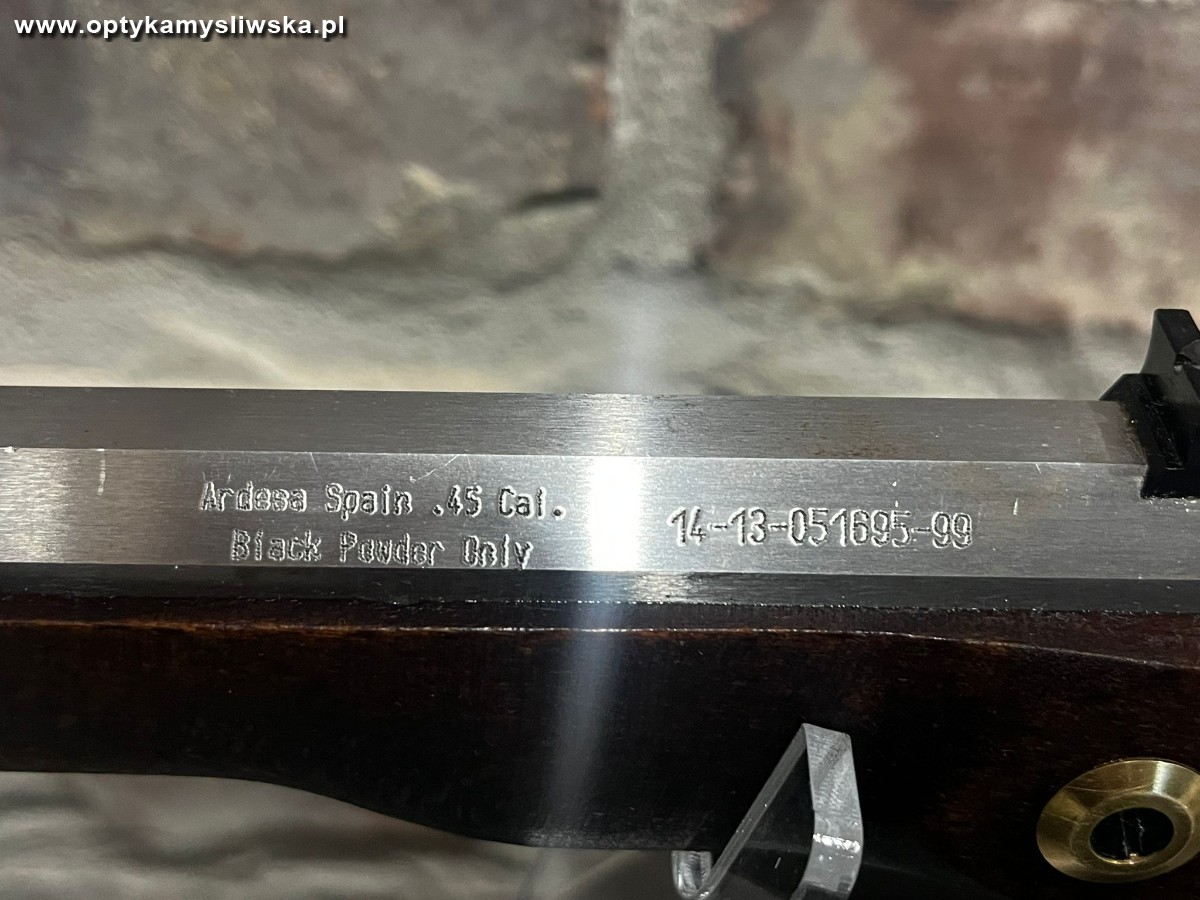 www.optykamysliwska.pl
Ardesa Spain .45 Cal.
Black Powder Only
14-13-051695-99